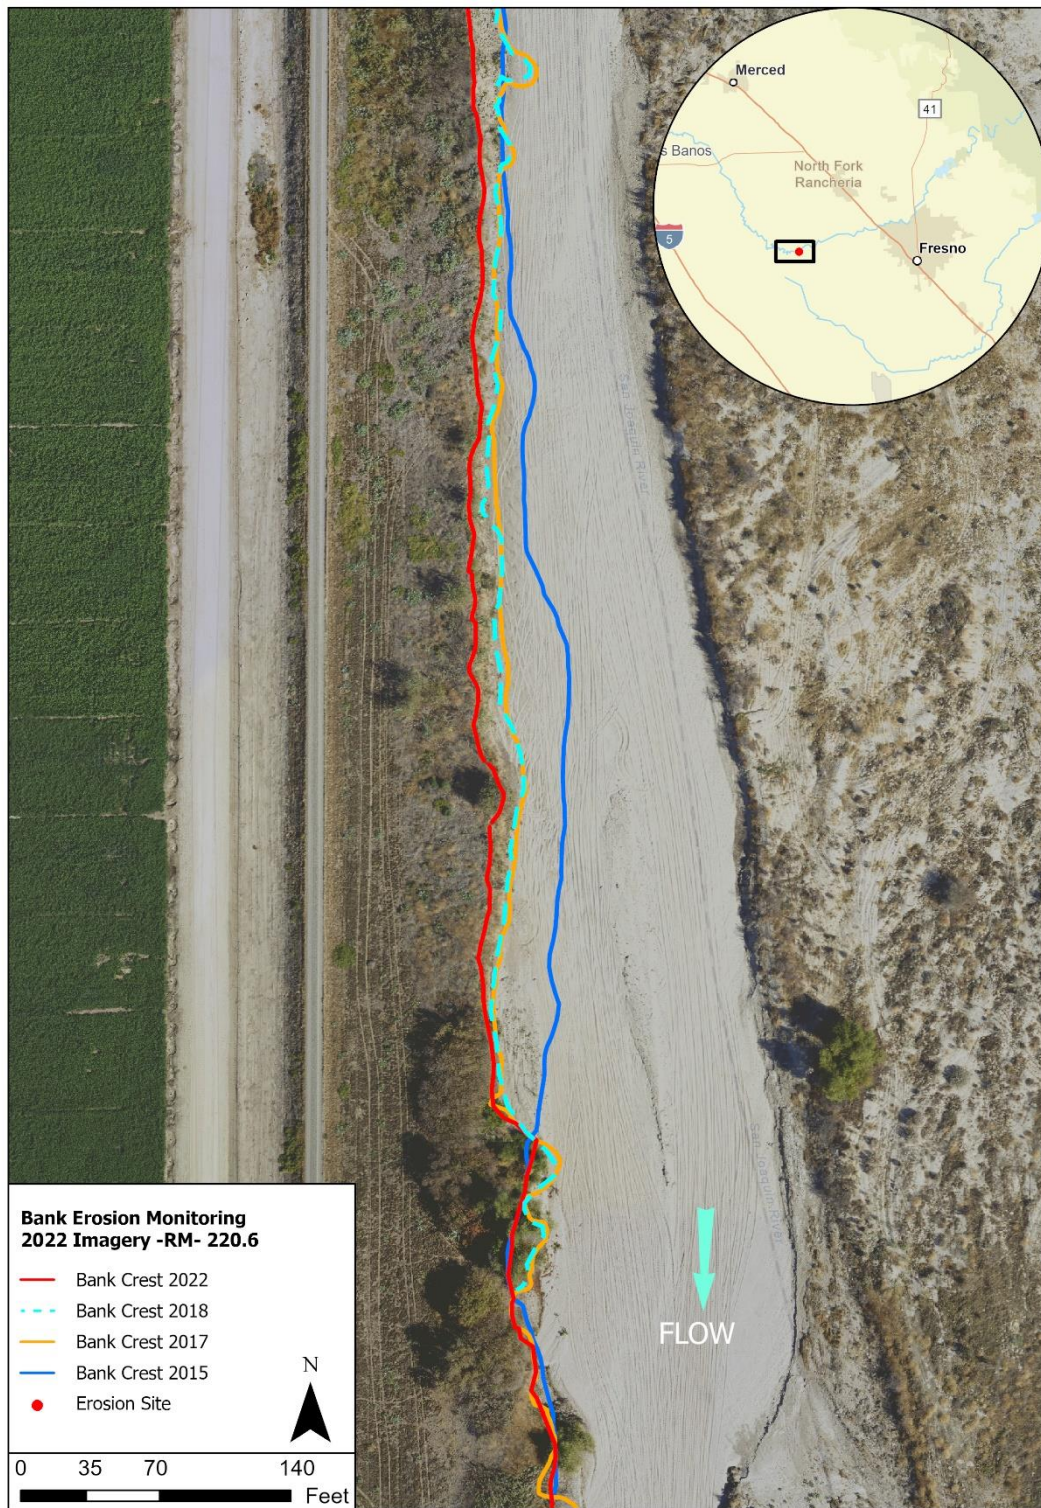 Merced
41
s Banos
North Fork
Rancheria
5
Fresno
San Joaquin River
San Joaquin River
FLOW
Bank Erosion Monitoring
2022 Imagery -RM- 220.6
Bank Crest 2022
Bank Crest 2018
Bank Crest 2017
Bank Crest 2015
Erosion Site
N
0 35 70 140
Feet